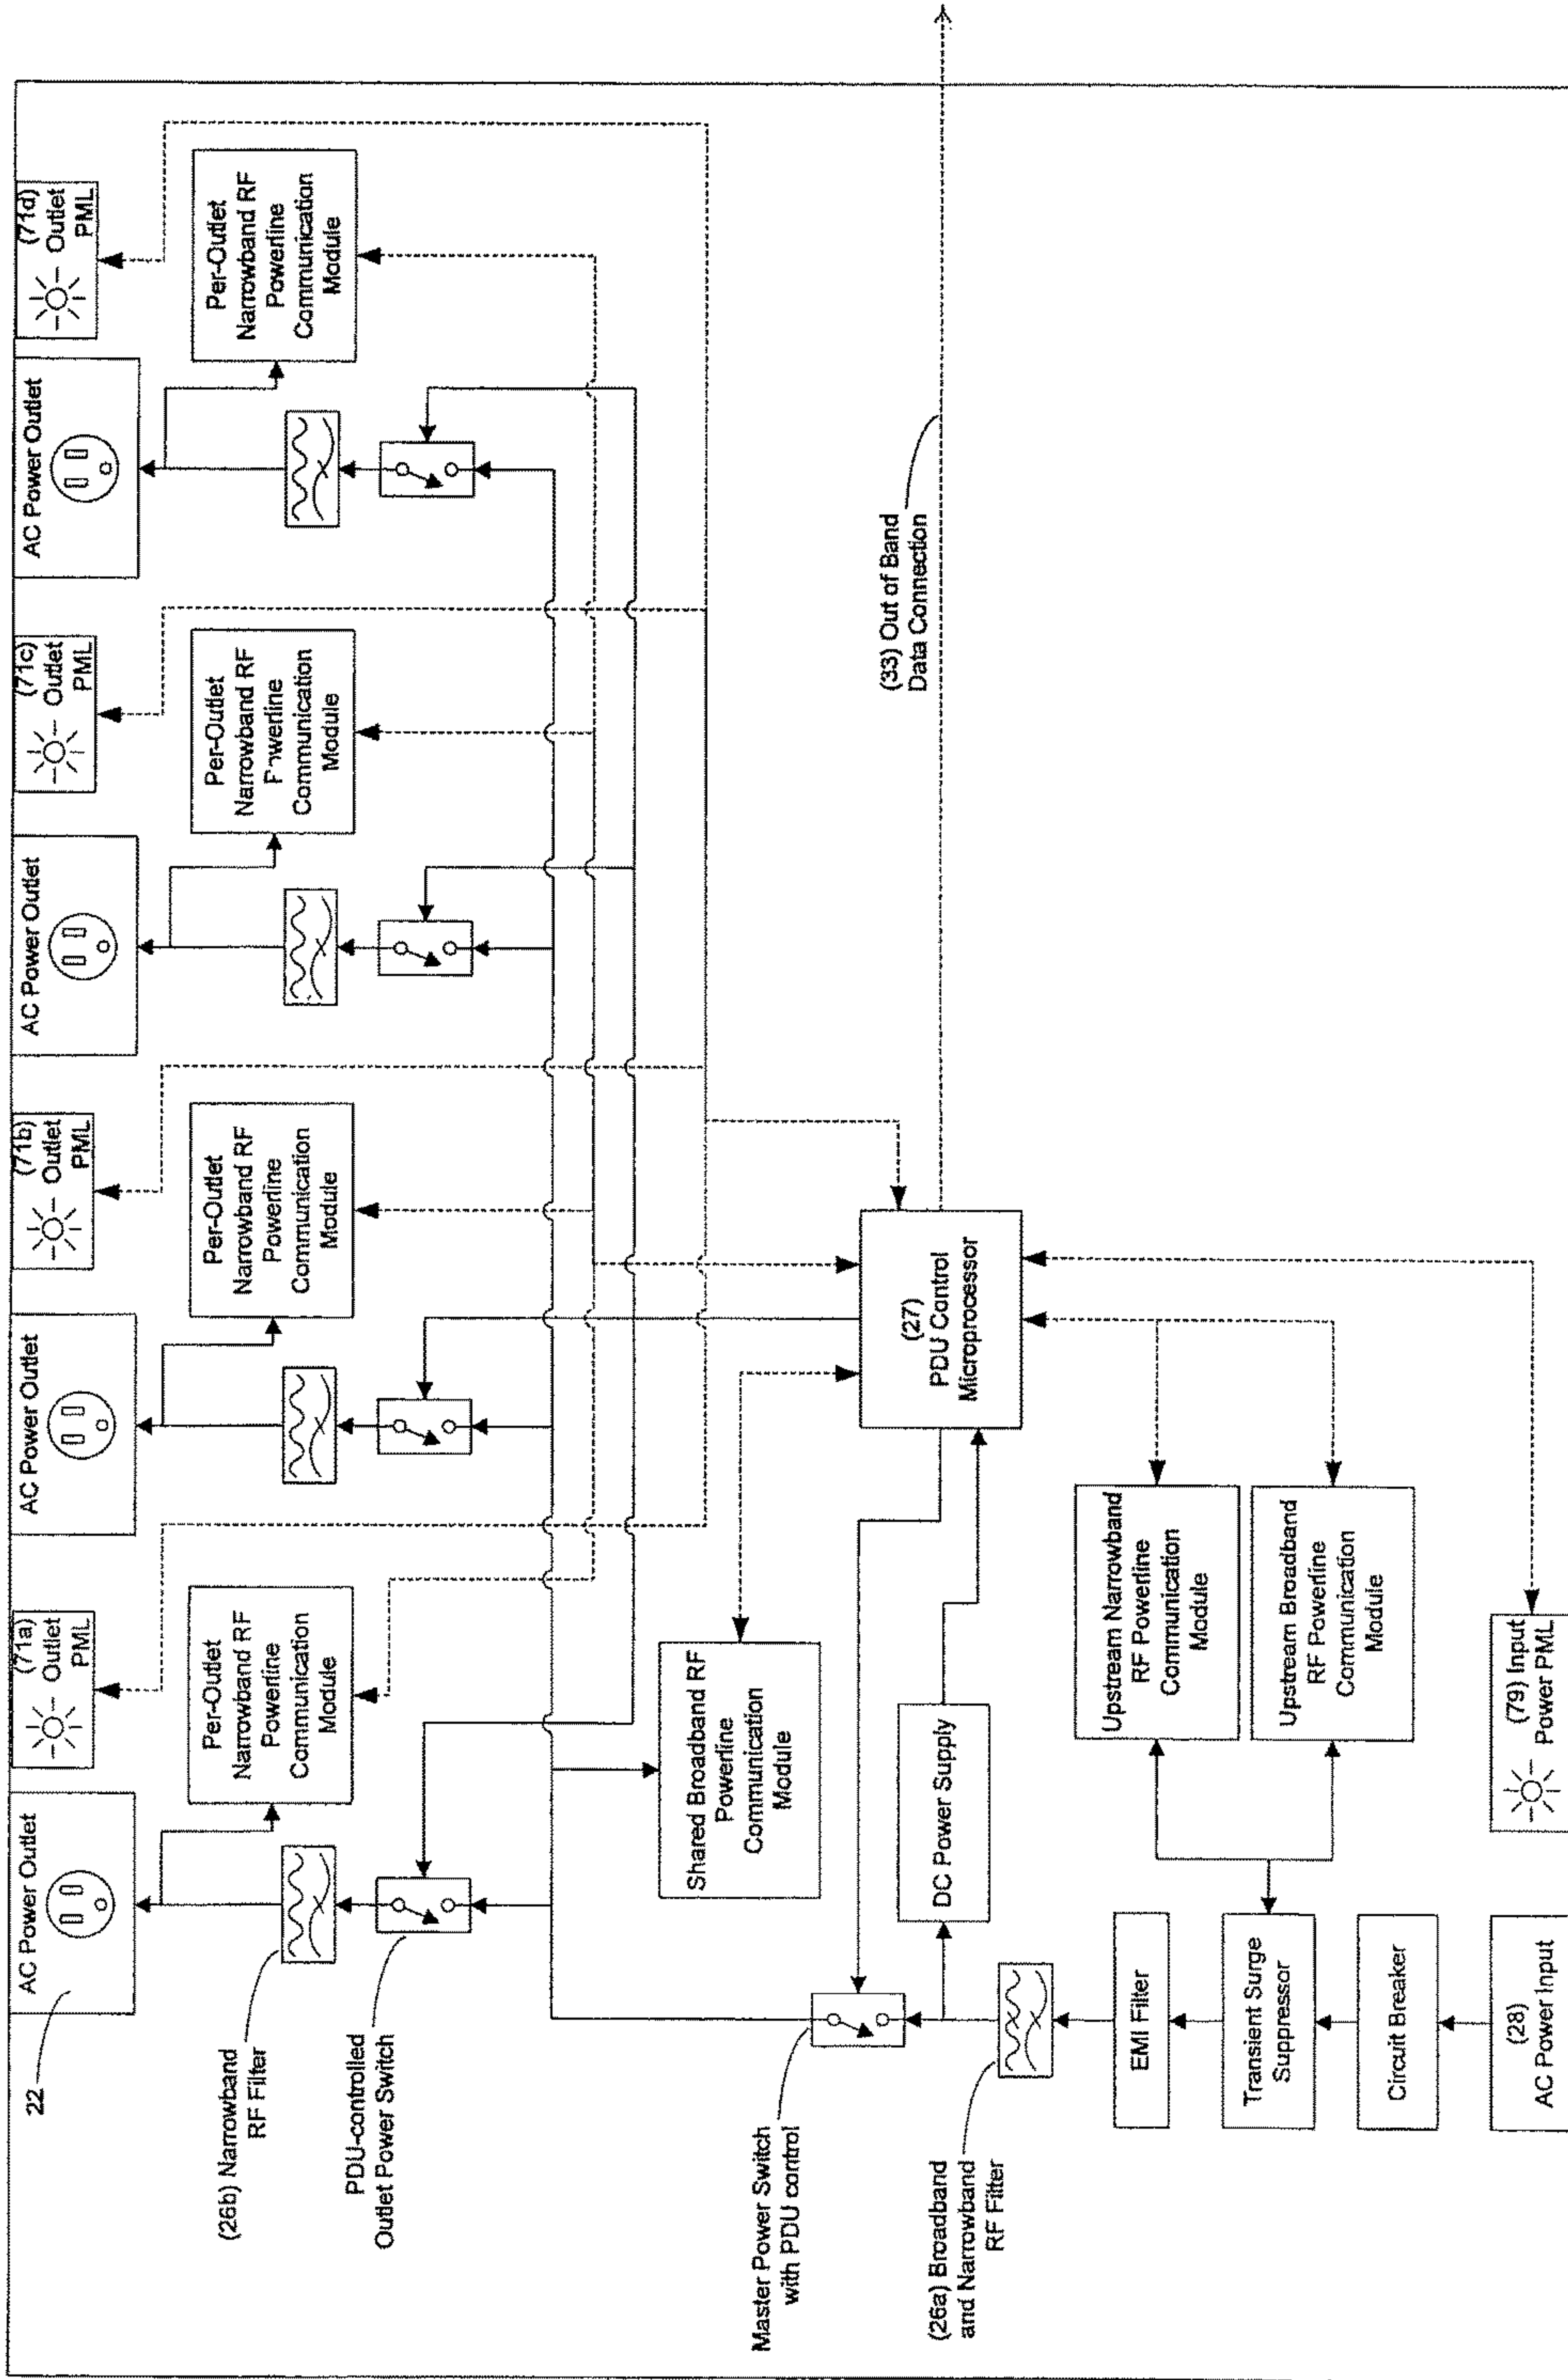 22
AC Power Outlet
(71a)
Outlet
PML
AC Power Outlet
(71b)
Outlet
PML
AC Power Outlet
(71c)
Outlet
PML
AC Power Outlet
(71d)
Outlet
PML
(26b) Narrowband
RF Filter
Per-Outlet
Narrowband RF
Powerline
Communication
Module
Per-Outlet
Narrowband RF
Powerline
Communication
Module
Per-Outlet
Narrowband RF
Powerline
Communication
Module
Per-Outlet
Narrowband RF
Powerline
Communication
Module
PDU-controlled
Outlet Power Switch
Shared Broadband RF
Powerline
Communication
Module
Master Power Switch
with PDU control
DC Power Supply
(27)
PDU Control
Microprocessor
(33) Out of Band
Data Connection
(26a) Broadband
and Narrowband
RF Filter
EMI Filter
Upstream Narrowband
RF Powerline
Communication
Module
Transient Surge
Suppressor
Upstream Broadband
RF Powerline
Communication
Module
Circuit Breaker
(28)
AC Power Input
(79) Input
Power PML